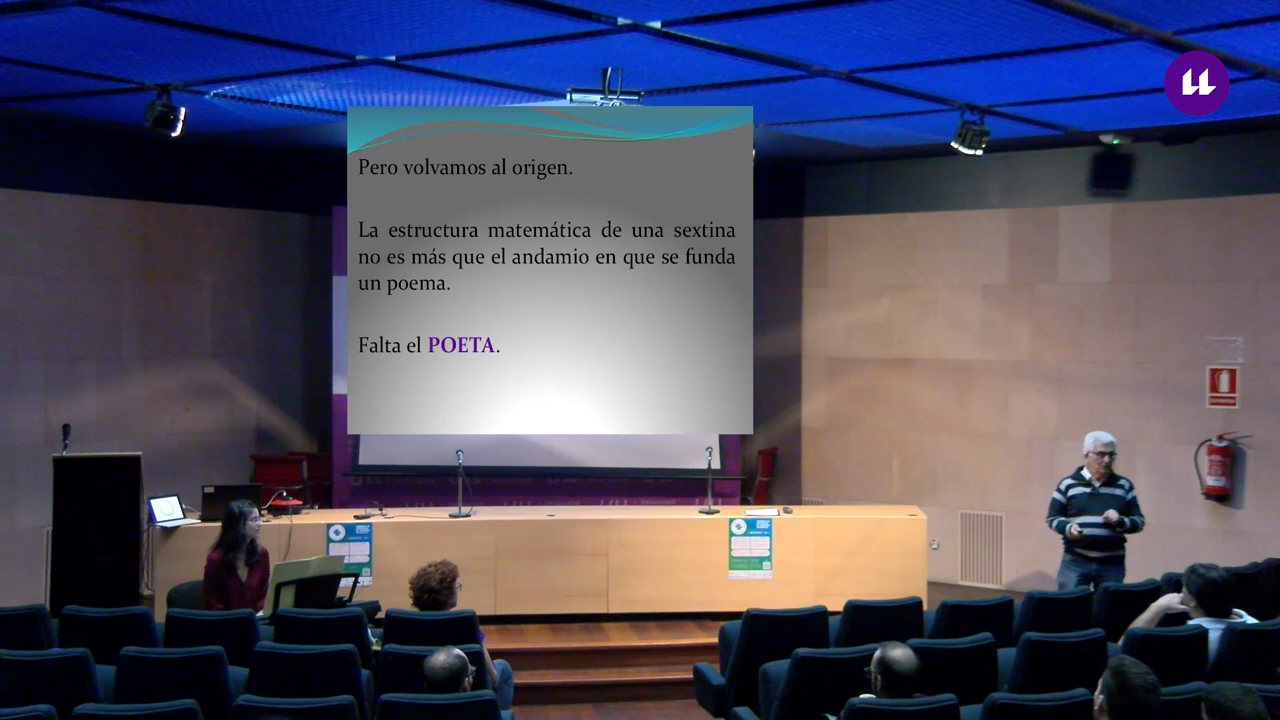 Pero volvamos al origen.
La estructura matemática de una sextina
no es más que el andamio en que se funda
un poema.
Falta el POETA.